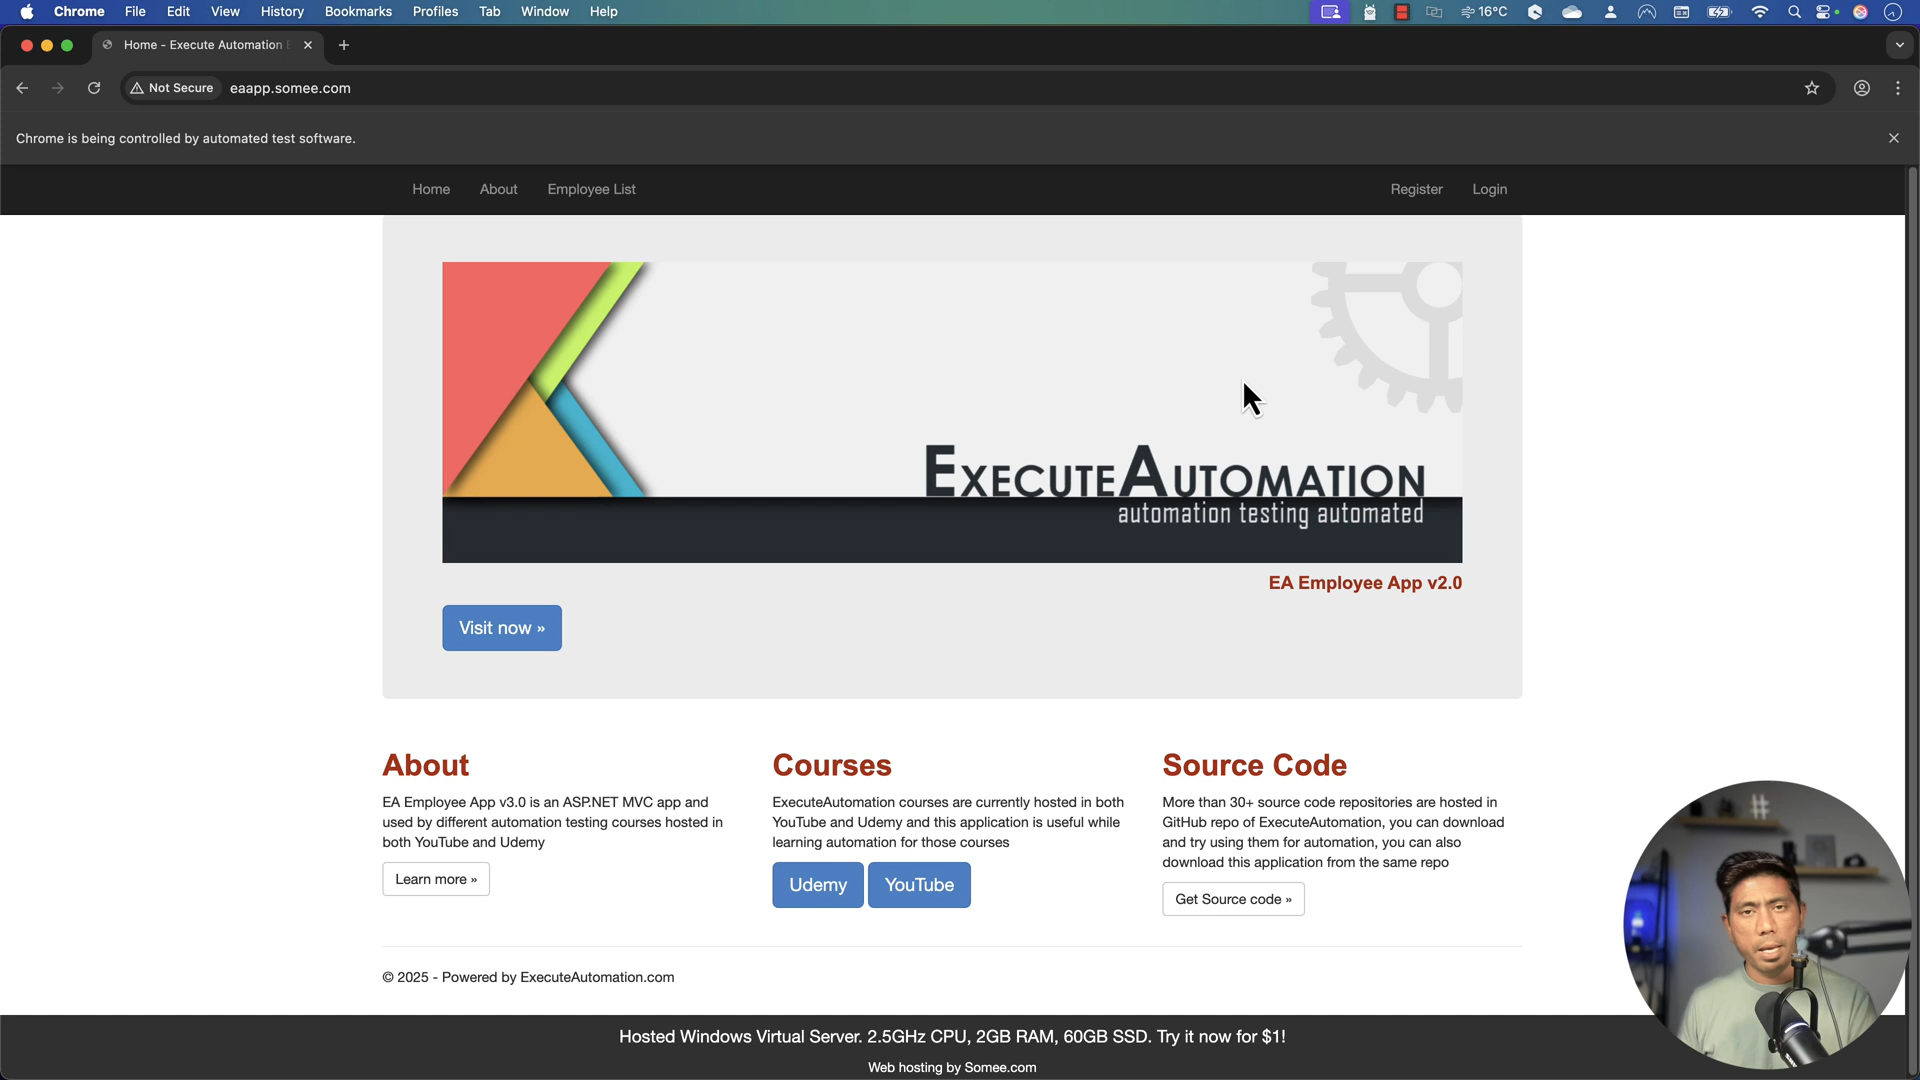 Chrome File Edit View History Bookmarks Profiles Tab Window Help 16°C
Home - Execute Automation
Not Secure eaapp.somee.com
Chrome is being controlled by automated test software.
Home About Employee List Register Login
EXECUTEAUTOMATION
automation testing automated
EA Employee App v2.0
Visit now »
About
EA Employee App v3.0 is an ASP.NET MVC app and
used by different automation testing courses hosted in
both YouTube and Udemy
Learn more »
Courses
ExecuteAutomation courses are currently hosted in both
YouTube and Udemy and this application is useful while
learning automation for those courses
Udemy YouTube
Source Code
More than 30+ source code repositories are hosted in
GitHub repo of ExecuteAutomation, you can download
and try using them for automation, you can also
download this application from the same repo
Get Source code »
© 2025 - Powered by ExecuteAutomation.com
Hosted Windows Virtual Server. 2.5GHz CPU, 2GB RAM, 60GB SSD. Try it now for $1!
Web hosting by Somee.com